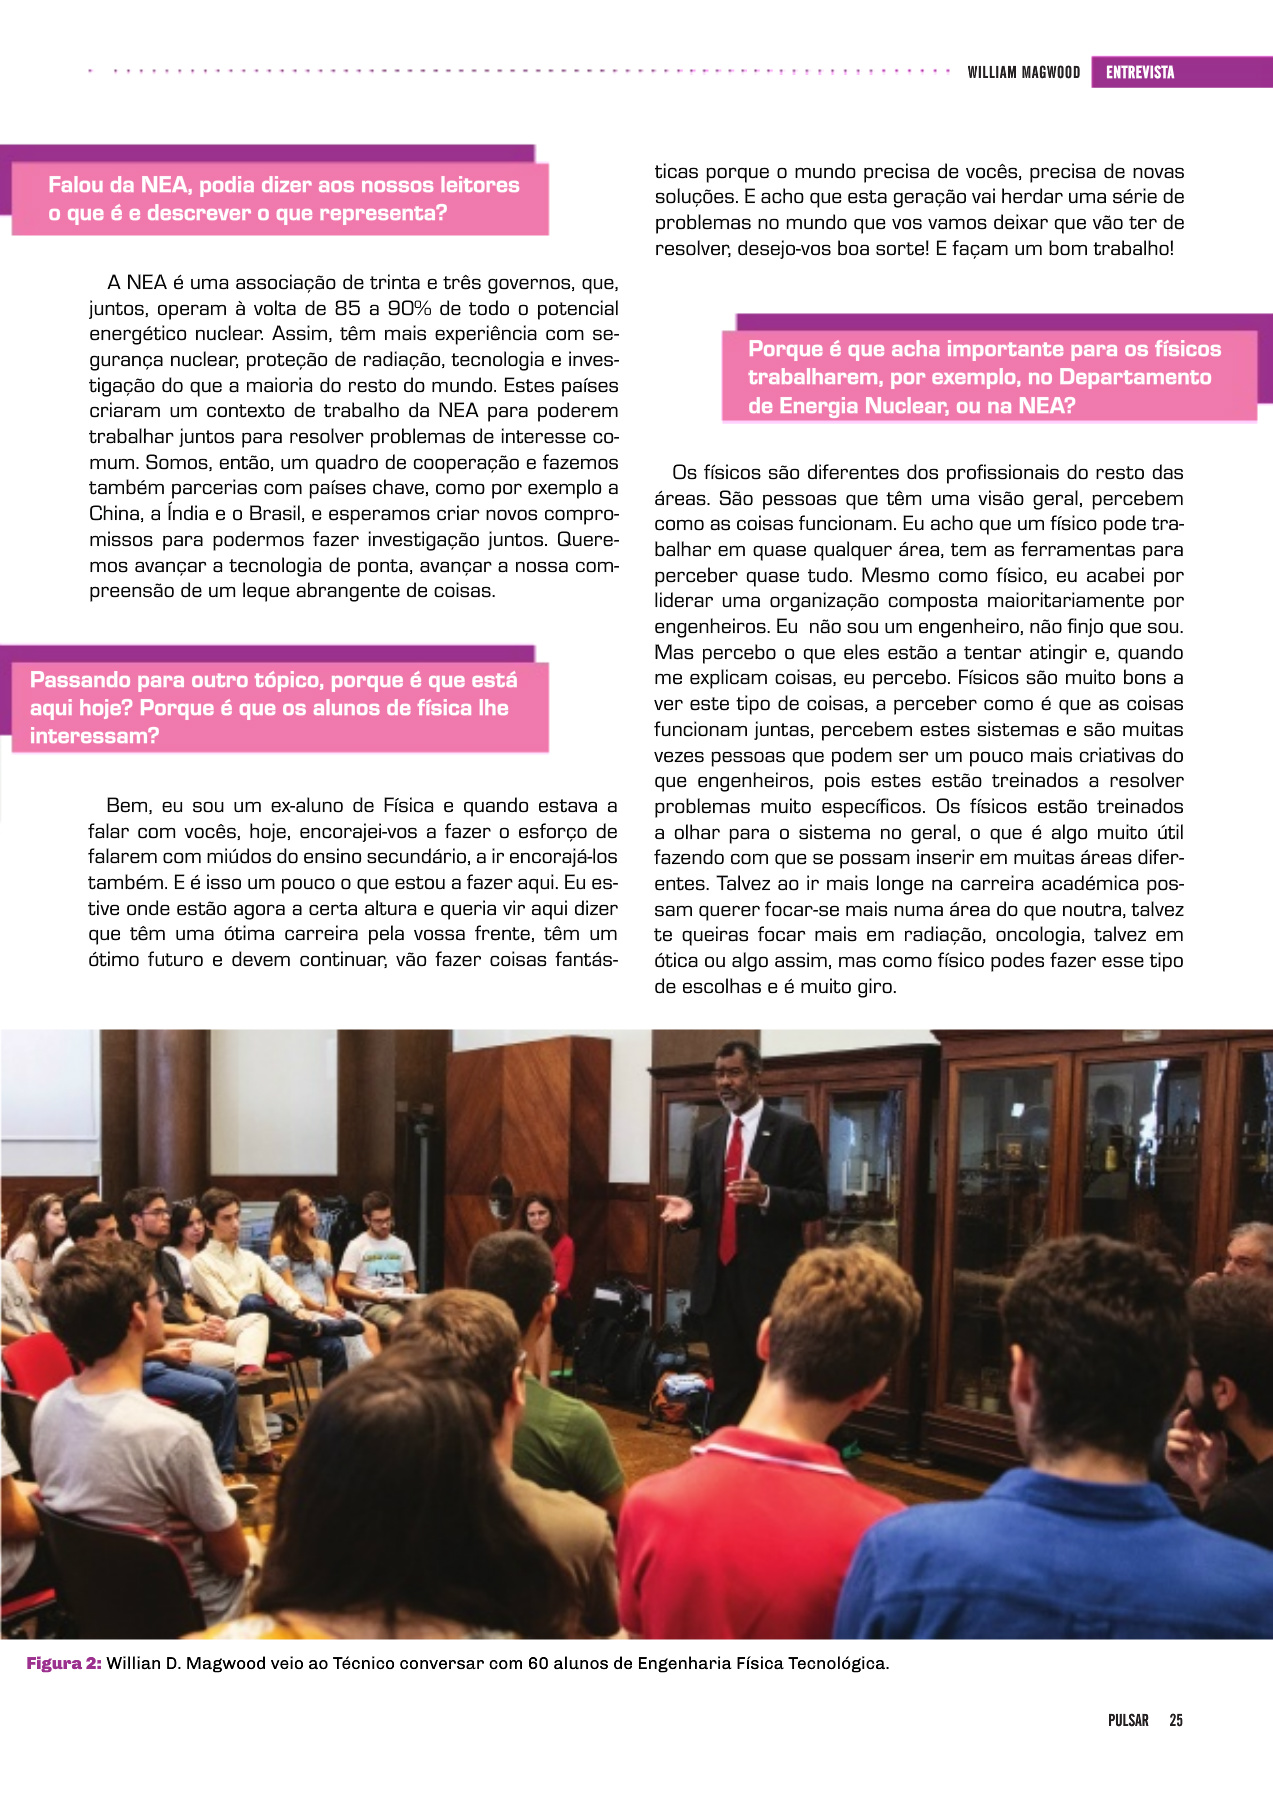 WILLIAM MAGWOOD ENTREVISTA
Falou da NEA, podia dizer aos nossos leitores
o que é e descrever o que representa?
A NEA é uma associação de trinta e três governos, que,
juntos, operam à volta de 85 a 90% de todo o potencial
energético nuclear. Assim, têm mais experiência com se-
gurança nuclear, proteção de radiação, tecnologia e inves-
tigação do que a maioria do resto do mundo. Estes países
criaram um contexto de trabalho da NEA para poderem
trabalhar juntos para resolver problemas de interesse co-
mum. Somos, então, um quadro de cooperação e fazemos
também parcerias com países chave, como por exemplo a
China, a Índia e o Brasil, e esperamos criar novos compro-
missos para podermos fazer investigação juntos. Quere-
mos avançar a tecnologia de ponta, avançar a nossa com-
preensão de um leque abrangente de coisas.
Passando para outro tópico, porque é que está
aqui hoje? Porque é que os alunos de física lhe
interessam?
Bem, eu sou um ex-aluno de Física e quando estava a
falar com vocês, hoje, encorajei-vos a fazer o esforço de
falarem com miúdos do ensino secundário, a ir encorajá-los
também. E é isso um pouco o que estou a fazer aqui. Eu es-
tive onde estão agora a certa altura e queria vir aqui dizer
que têm uma ótima carreira pela vossa frente, têm um
ótimo futuro e devem continuar, vão fazer coisas fantás-
ticas porque o mundo precisa de vocês, precisa de novas
soluções. E acho que esta geração vai herdar uma série de
problemas no mundo que vos vamos deixar que vão ter de
resolver, desejo-vos boa sorte! E façam um bom trabalho!
Porque é que acha importante para os físicos
trabalharem, por exemplo, no Departamento
de Energia Nuclear, ou na NEA?
Os físicos são diferentes dos profissionais do resto das
áreas. São pessoas que têm uma visão geral, percebem
como as coisas funcionam. Eu acho que um físico pode tra-
balhar em quase qualquer área, tem as ferramentas para
perceber quase tudo. Mesmo como físico, eu acabei por
liderar uma organização composta maioritariamente por
engenheiros. Eu não sou um engenheiro, não finjo que sou.
Mas percebo o que eles estão a tentar atingir e, quando
me explicam coisas, eu percebo. Físicos são muito bons a
ver este tipo de coisas, a perceber como é que as coisas
funcionam juntas, percebem estes sistemas e são muitas
vezes pessoas que podem ser um pouco mais criativas do
que engenheiros, pois estes estão treinados a resolver
problemas muito específicos. Os físicos estão treinados
a olhar para o sistema no geral, o que é algo muito útil
fazendo com que se possam inserir em muitas áreas difer-
entes. Talvez ao ir mais longe na carreira académica pos-
sam querer focar-se mais numa área do que noutra, talvez
te queiras focar mais em radiação, oncologia, talvez em
ótica ou algo assim, mas como físico podes fazer esse tipo
de escolhas e é muito giro.
Figura 2: Willian D. Magwood veio ao Técnico conversar com 60 alunos de Engenharia Física Tecnológica.
PULSAR 25